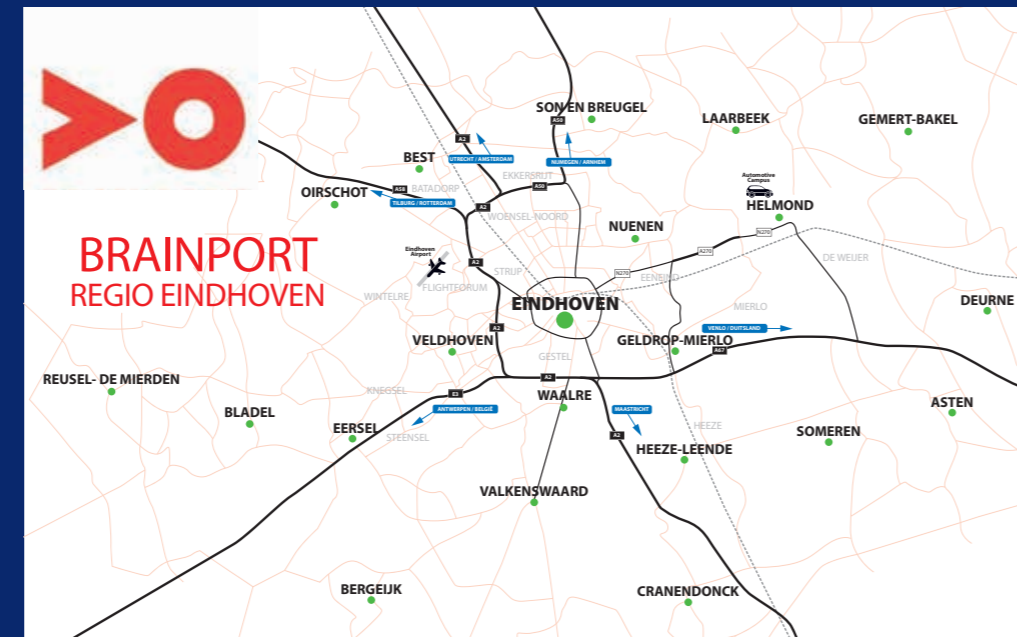 SON EN BREUGEL
LAARBEEK
GEMERT-BAKEL
A50
A2
UTRECHT / AMSTERDAM
NIJMEGEN / ARNHEM
BEST
EKKERSRIJT
A58
BATADORP
A50
Automotive
Campus
OIRSCHOT
TILBURG / ROTTERDAM
A2
HELMOND
WOENSEL-NOORD
NUENEN
N270
BRAINPORT
REGIO EINDHOVEN
Eindhoven
Airport
A2
A270
DE WEIJER
STRIJP
N270
EENEIND
WINTELRE
FLIGHTFORUM
EINDHOVEN
MIERLO
DEURNE
A2
VENLO / DUITSLAND
VELDHOVEN
GELDROP-MIERLO
A67
GESTEL
REUSEL- DE MIERDEN
A2
KNEGSEL
E3
WAALRE
ASTEN
BLADEL
ANTWERPEN / BELGIË
MAASTRICHT
EERSEL
STEENSEL
A2
HEEZE
SOMEREN
HEEZE-LEENDE
VALKENSWAARD
BERGEIJK
CRANENDONCK